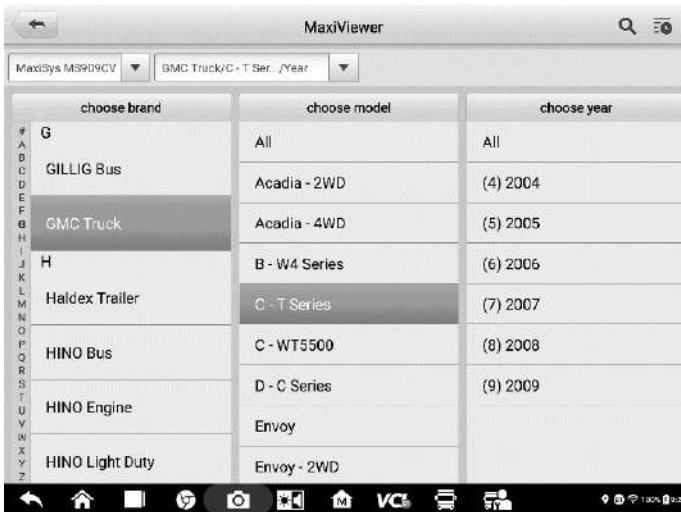 MaxiViewer
MaxiSys MS909CV
GMC Truck/C - T Ser.../Year
choose brand
choose model
choose year
#
A
B
C
D
E
F
G
H
I
J
K
L
M
N
O
P
Q
R
S
T
U
V
W
X
Y
Z
G
GILLIG Bus
GMC Truck
H
Haldex Trailer
HINO Bus
HINO Engine
HINO Light Duty
All
Acadia - 2WD
Acadia - 4WD
B - W4 Series
C - T Series
C - WT5500
D - C Series
Envoy
Envoy - 2WD
All
(4) 2004
(5) 2005
(6) 2006
(7) 2007
(8) 2008
(9) 2009
M
VCI
100%